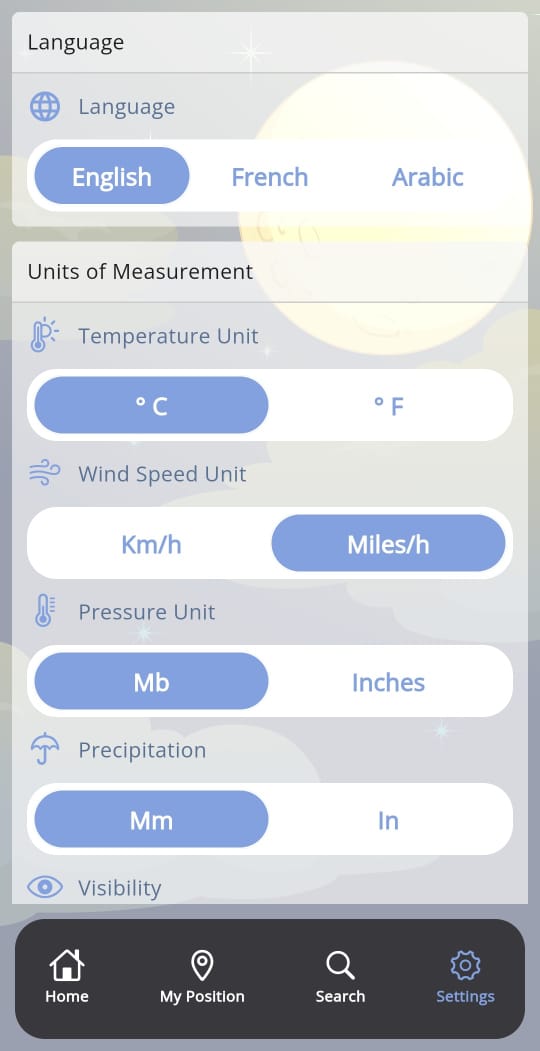 Language
Language
English French Arabic
Units of Measurement
Temperature Unit
° C ° F
Wind Speed Unit
Km/h Miles/h
Pressure Unit
Mb Inches
Precipitation
Mm In
Visibility
Home My Position Search Settings